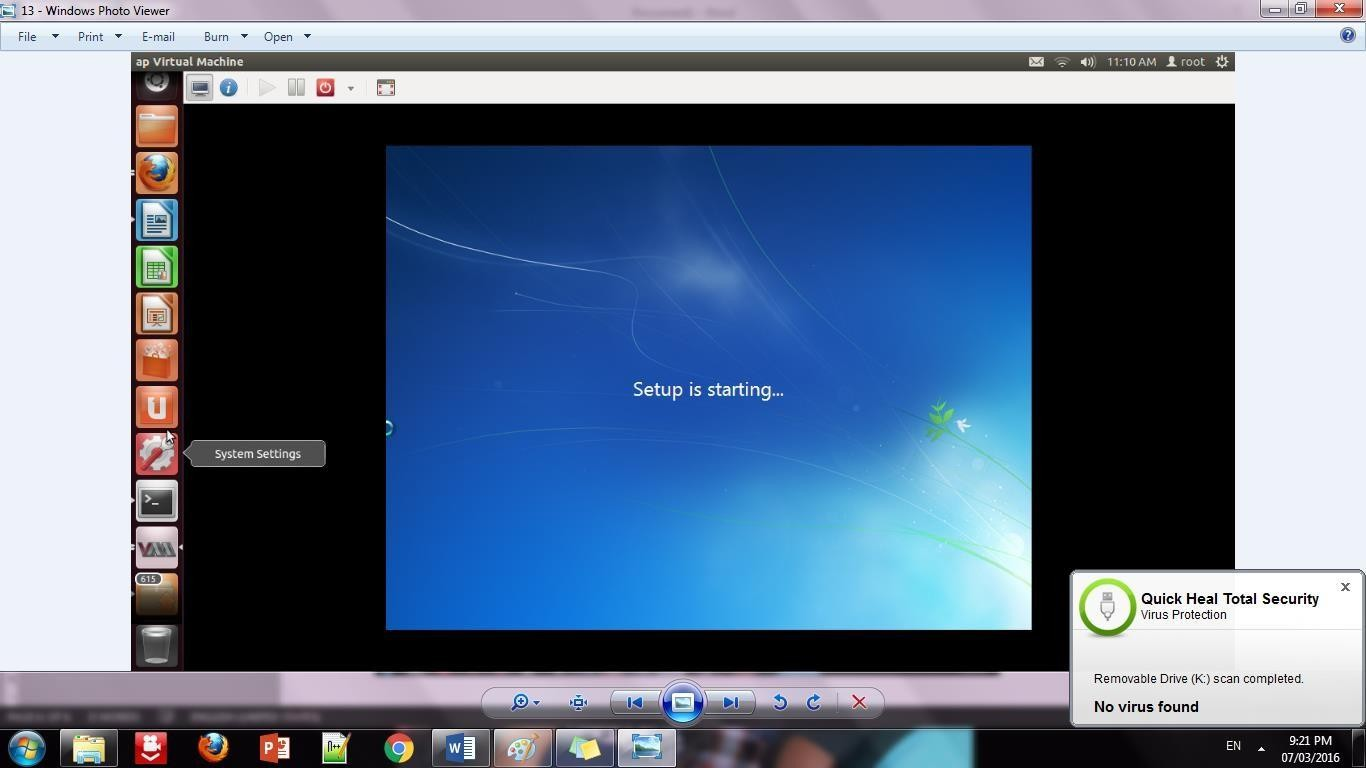 13 - Windows Photo Viewer
File Print E-mail Burn Open
ap Virtual Machine
11:10 AM root
Setup is starting...
System Settings
>_
615
Quick Heal Total Security
Virus Protection
Removable Drive (K:) scan completed.
No virus found
EN
9:21 PM
07/03/2016